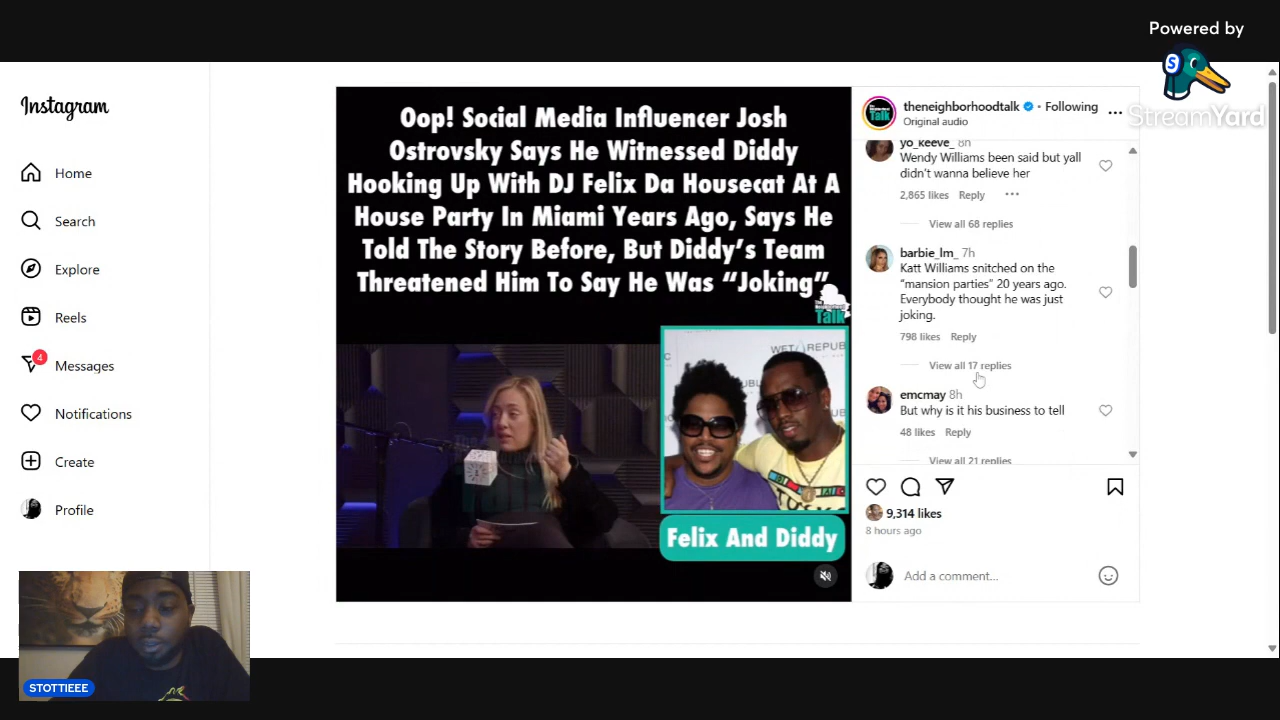 Powered by
StreamYard
Instagram
Home
Search
Explore
Reels
4
Messages
Notifications
Create
Profile
STOTTIEEE
Oop! Social Media Influencer Josh
Ostrovsky Says He Witnessed Diddy
Hooking Up With DJ Felix Da Housecat At A
House Party In Miami Years Ago, Says He
Told The Story Before, But Diddy's Team
Threatened Him To Say He Was "Joking"
The Neighborhood
Talk
WET REPUBL
Felix And Diddy
theneighborhoodtalk • Following
Original audio
yo_keeve_ 8h
Wendy Williams been said but yall
didn't wanna believe her
2,865 likes Reply
View all 68 replies
barbie_lm_ 7h
Katt Williams snitched on the
"mansion parties" 20 years ago.
Everybody thought he was just
joking.
798 likes Reply
View all 17 replies
emcmay 8h
But why is it his business to tell
48 likes Reply
View all 21 replies
9,314 likes
8 hours ago
Add a comment...